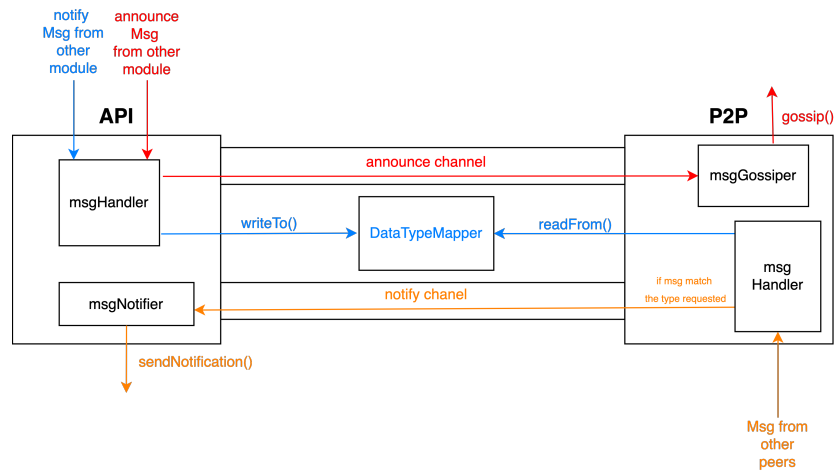 notify
Msg from
other
module
announce
Msg
from other
module
API
P2P
gossip()
announce channel
msgHandler
msgGossiper
writeTo()
DataTypeMapper
readFrom()
msg
Handler
msgNotifier
notify chanel
if msg match
the type requested
sendNotification()
Msg from
other
peers